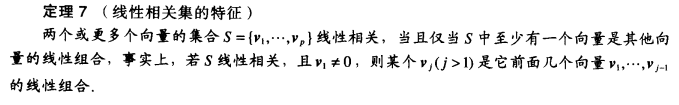 定理 7 （线性相关集的特征）
两个或更多个向量的集合 S={v₁,⋯,vₚ}线性相关，当且仅当 S 中至少有一个向量是其他向
量的线性组合，事实上，若 S 线性相关，且 v₁≠0，则某个 vⱼ(j>1)是它前面几个向量 v₁,⋯,vⱼ₋₁
的线性组合.